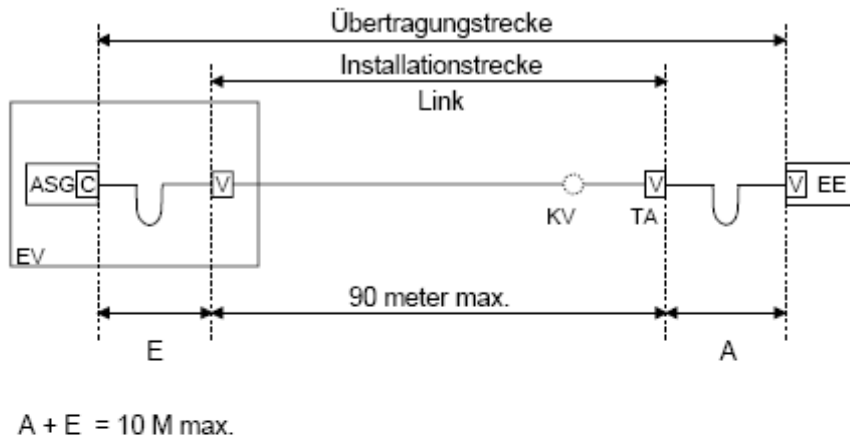 Übertragungstrecke
Installationstrecke
Link
ASG C V V V EE
KV TA
EV
90 meter max.
E A
A + E = 10 M max.